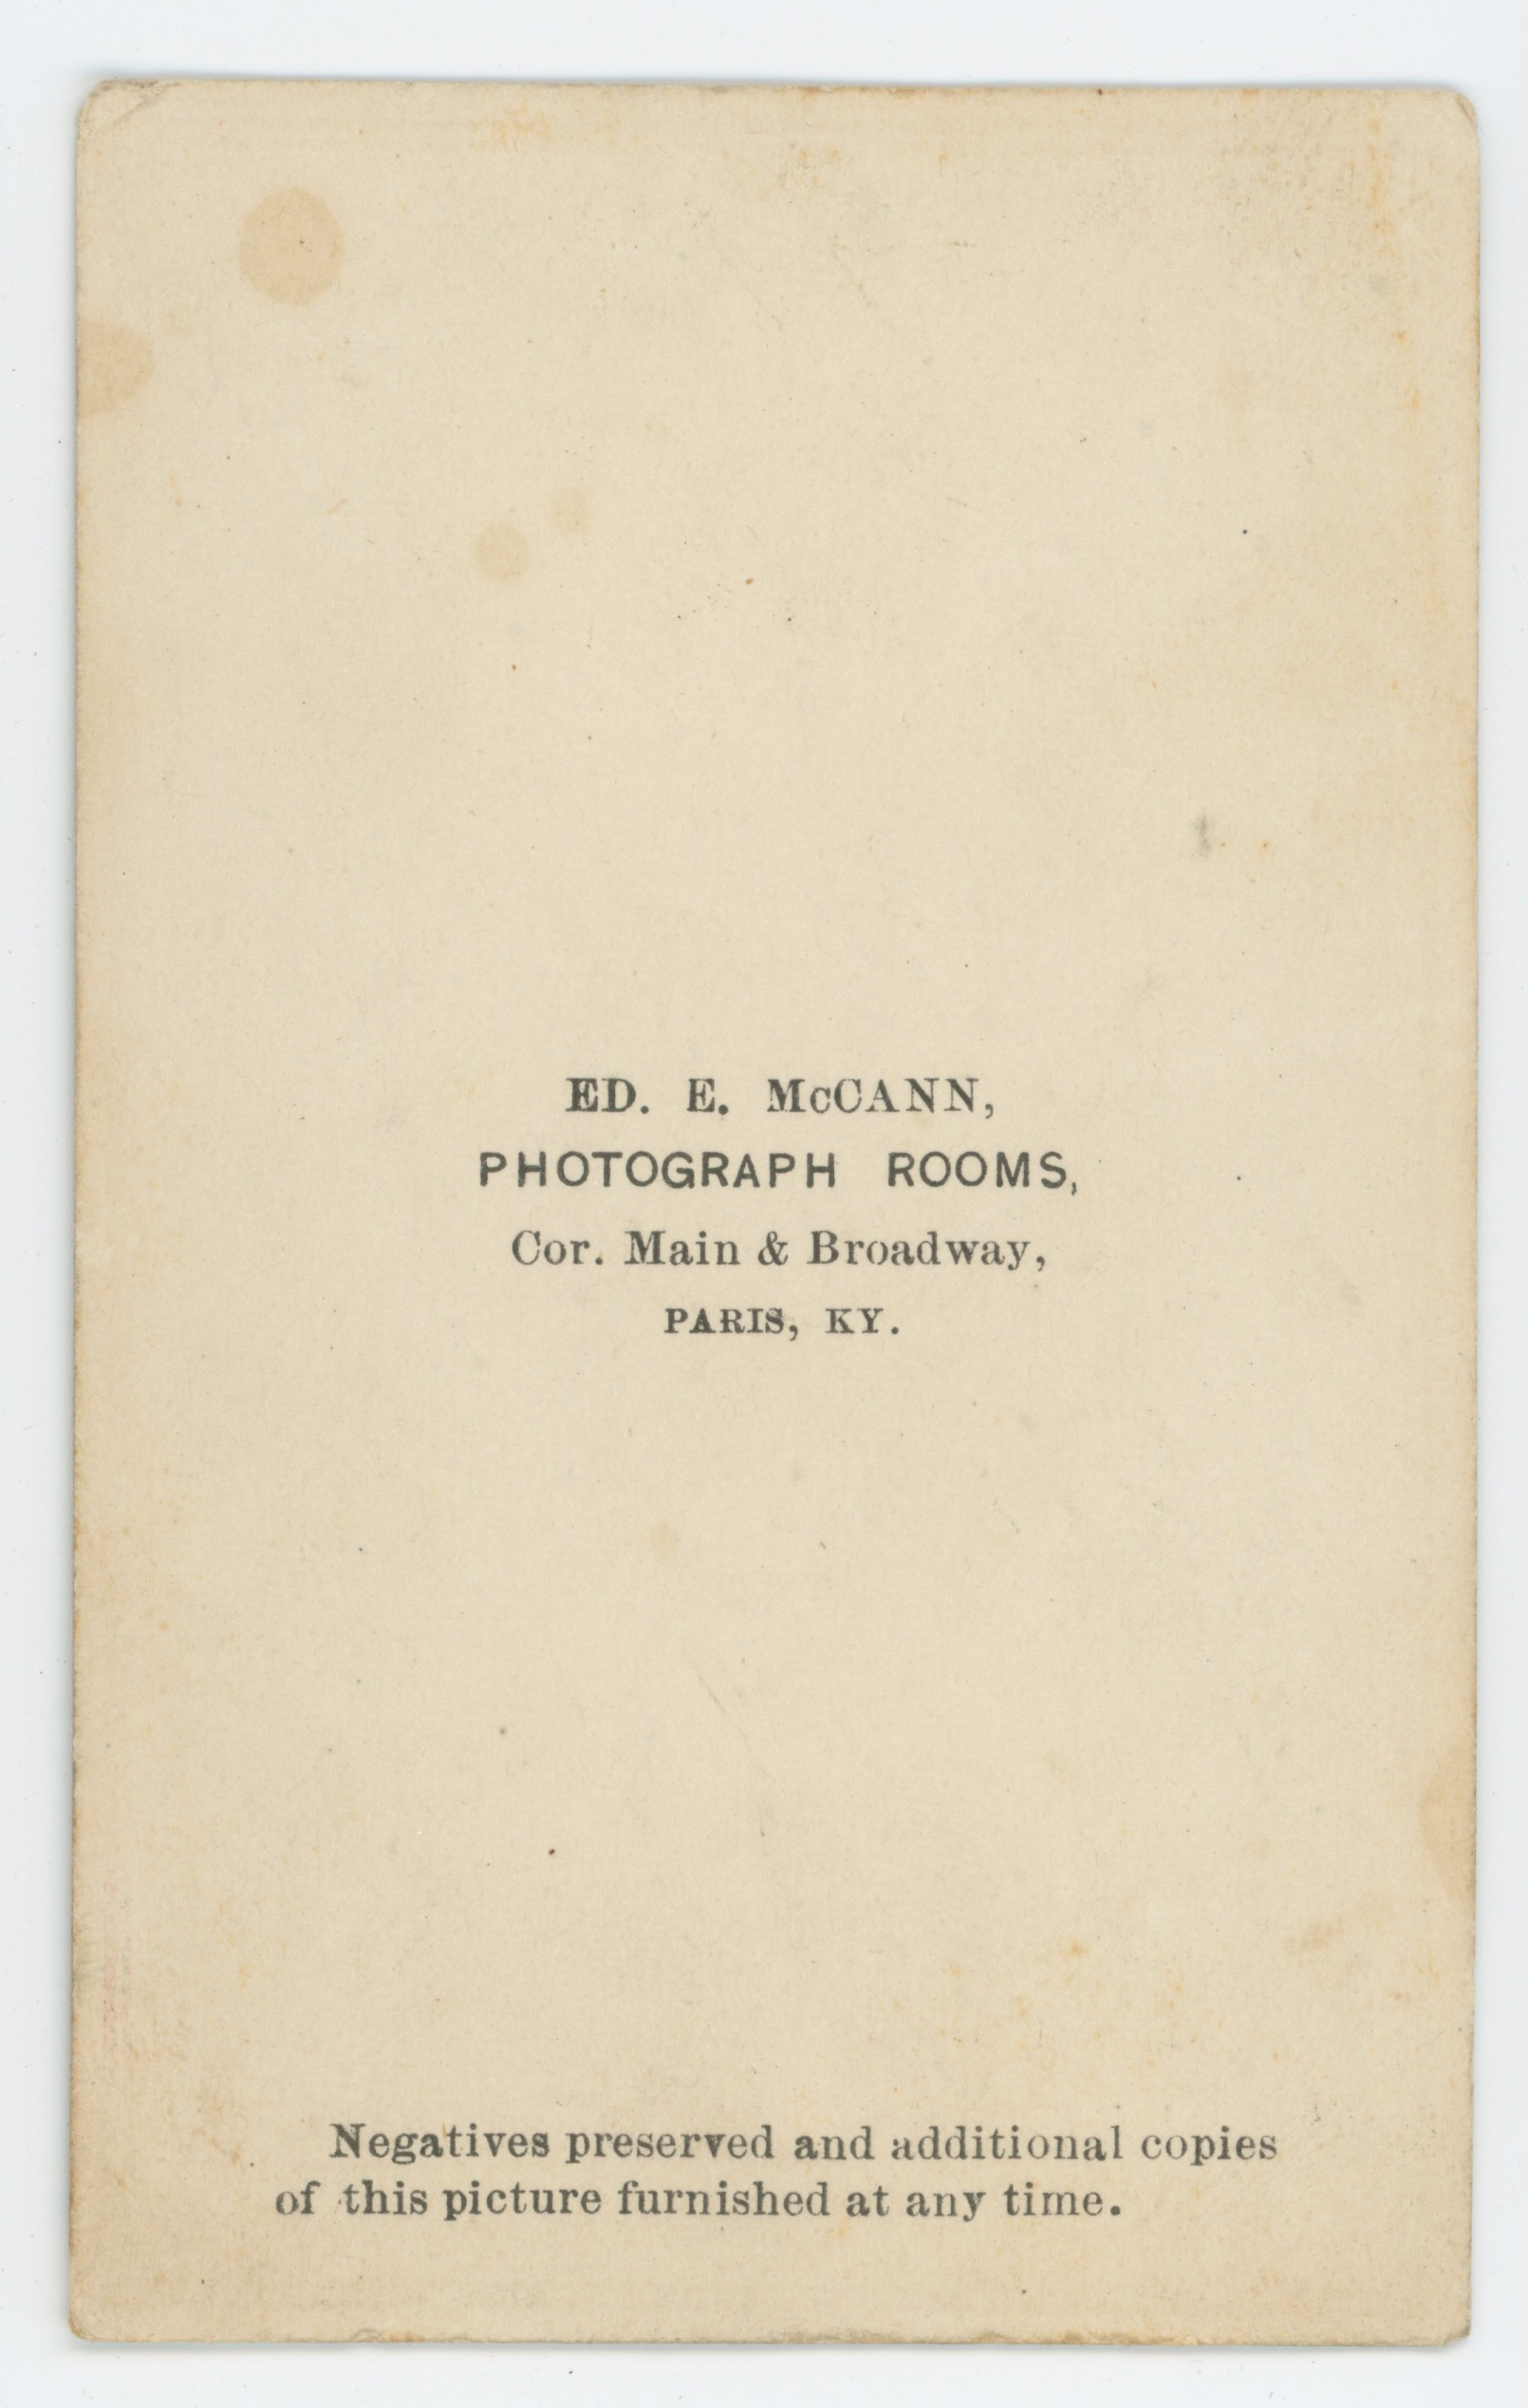 ED. E. McCANN,
PHOTOGRAPH ROOMS,
Cor. Main & Broadway,
PARIS, KY.
Negatives preserved and additional copies
of this picture furnished at any time.